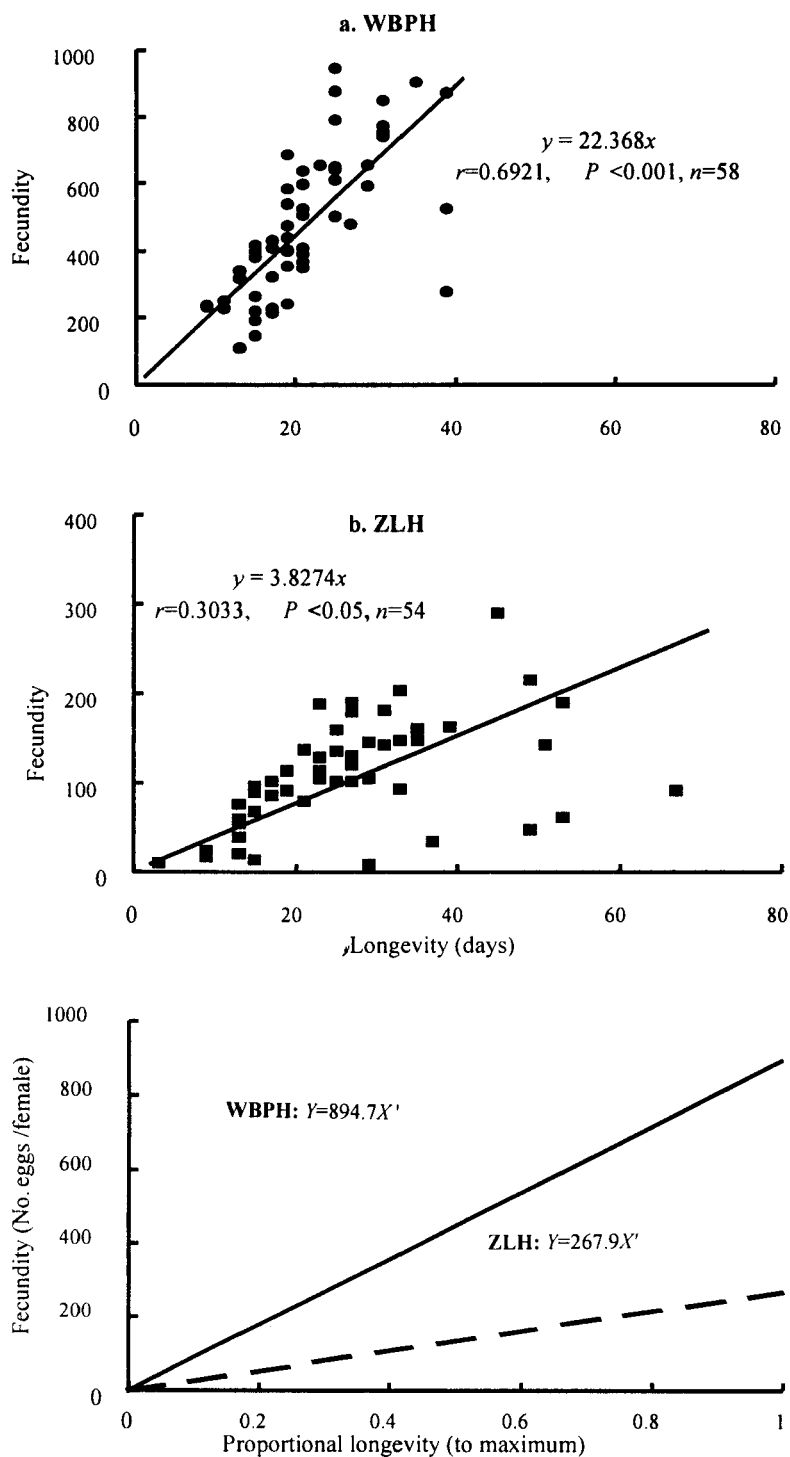 a. WBPH
1000
800
600
400
200
0
Fecundity
y = 22.368x
r=0.6921, P <0.001, n=58
0 20 40 60 80
b. ZLH
400
300
200
100
0
Fecundity
y = 3.8274x
r=0.3033, P <0.05, n=54
0 20 40 60 80
Longevity (days)
1000
800
600
400
200
0
Fecundity (No. eggs /female)
WBPH: Y=894.7X'
ZLH: Y=267.9X'
0 0.2 0.4 0.6 0.8 1
Proportional longevity (to maximum)